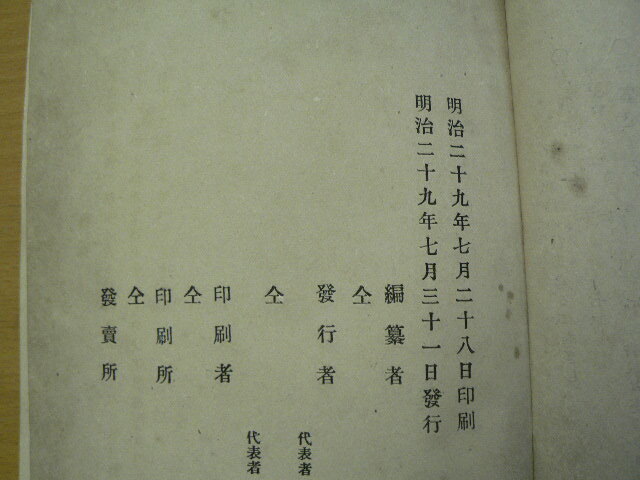 明治二十九年七月二十八日印刷
明治二十九年七月三十一日發行
編纂者
仝
發行者
代表者
仝
代表者
印刷者
仝
印刷所
仝
發賣所